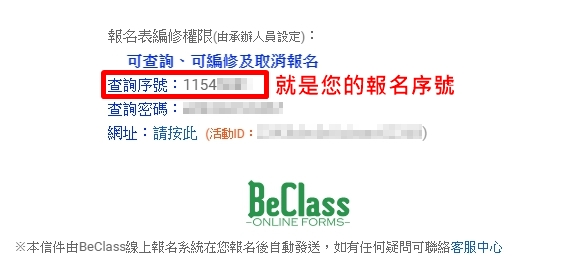 報名表編修權限(由承辦人員設定)：
可查詢、可編修及取消報名
查詢序號：1154 就是您的報名序號
查詢密碼：
網址：請按此 (活動ID：)
BeClass
-ONLINE FORMS-
※本信件由BeClass線上報名系統在您報名後自動發送，如有任何疑問可聯絡客服中心